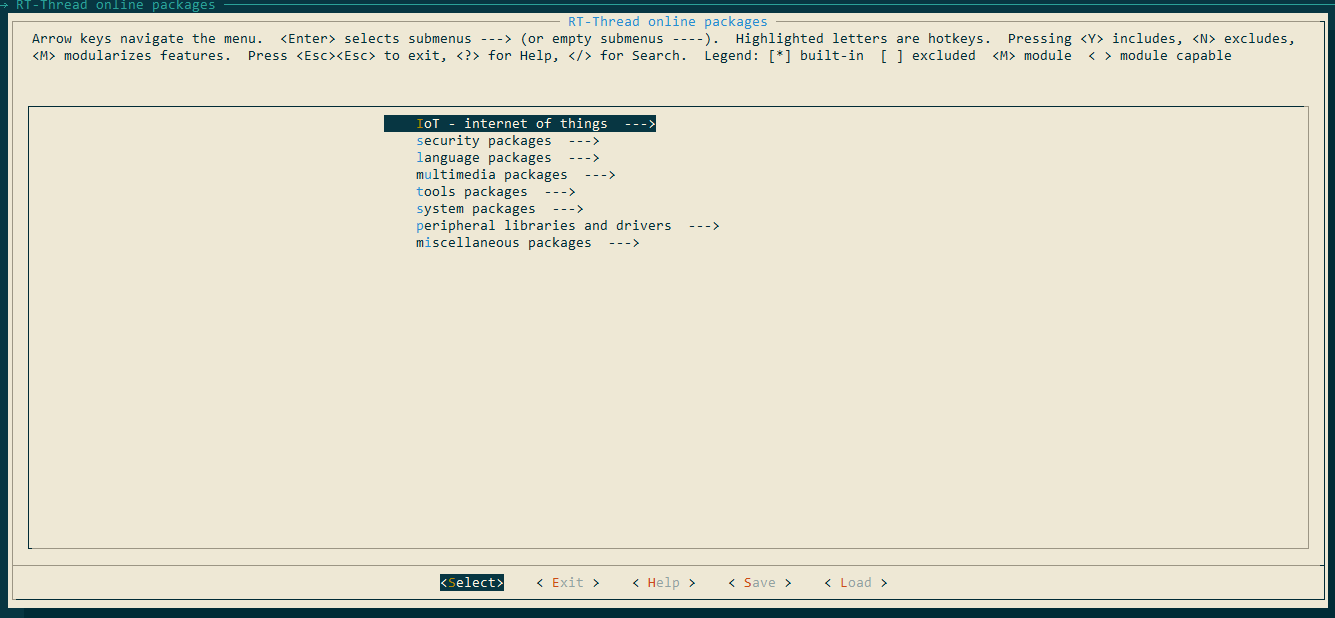 → RT-Thread online packages
RT-Thread online packages
Arrow keys navigate the menu.  <Enter> selects submenus ---> (or empty submenus ----).  Highlighted letters are hotkeys.  Pressing <Y> includes, <N> excludes,
<M> modularizes features.  Press <Esc><Esc> to exit, <?> for Help, </> for Search.  Legend: [*] built-in  [ ] excluded  <M> module  < > module capable
IoT - internet of things  --->
security packages  --->
language packages  --->
multimedia packages  --->
tools packages  --->
system packages  --->
peripheral libraries and drivers  --->
miscellaneous packages  --->
<Select>    < Exit >    < Help >    < Save >    < Load >